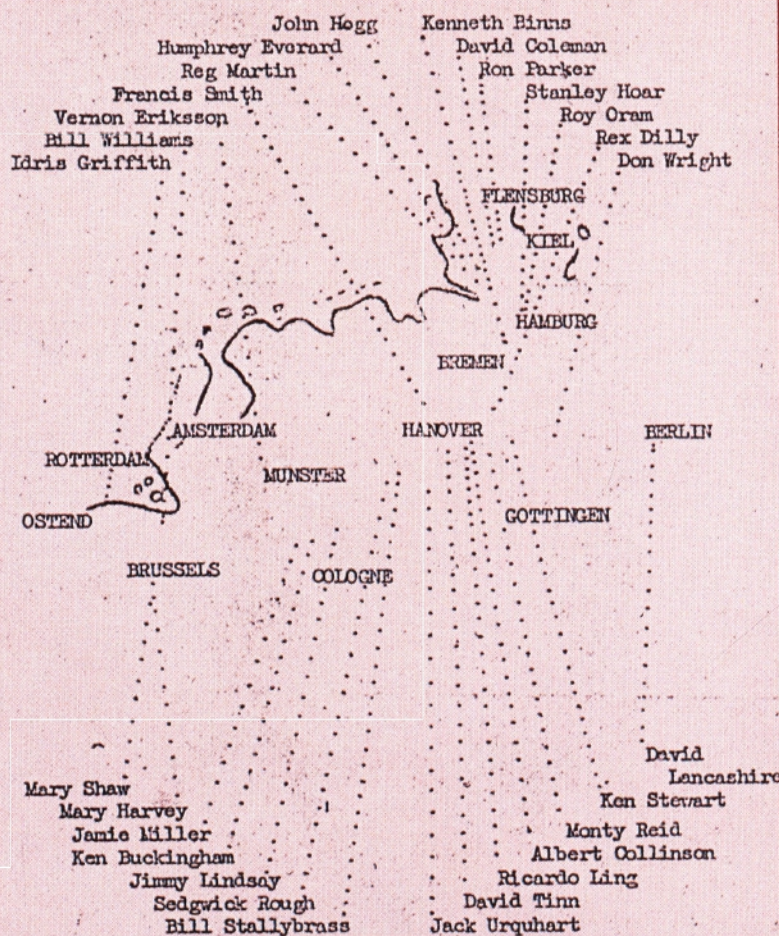 John Hogg
Kenneth Binns
Humphrey Everard
David Coleman
Reg Martin
Ron Parker
Francis Smith
Stanley Hoar
Vernon Eriksson
Roy Oram
Bill Williams
Rex Dilly
Idris Griffith
Don Wright
FLENSBURG
KIEL
HAMBURG
BREMEN
AMSTERDAM
HANOVER
BERLIN
ROTTERDAM
MUNSTER
OSTEND
GOTTINGEN
BRUSSELS
COLOGNE
David
Lancashire
Mary Shaw
Ken Stewart
Mary Harvey
Jamie Miller
Monty Reid
Ken Buckingham
Albert Collinson
Jimmy Lindsay
Ricardo Ling
Sedgwick Rough
David Tinn
Bill Stallybrass
Jack Urquhart